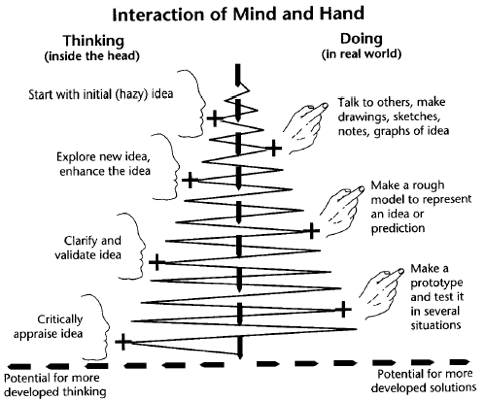 Interaction of Mind and Hand
Thinking
(inside the head)
Doing
(in real world)
Start with initial (hazy) idea
Talk to others, make
drawings, sketches,
notes, graphs of idea
Explore new idea,
enhance the idea
Make a rough
model to represent
an idea or
prediction
Clarify and
validate idea
Make a
prototype
and test it
in several
situations
Critically
appraise idea
Potential for more
developed thinking
Potential for more
developed solutions